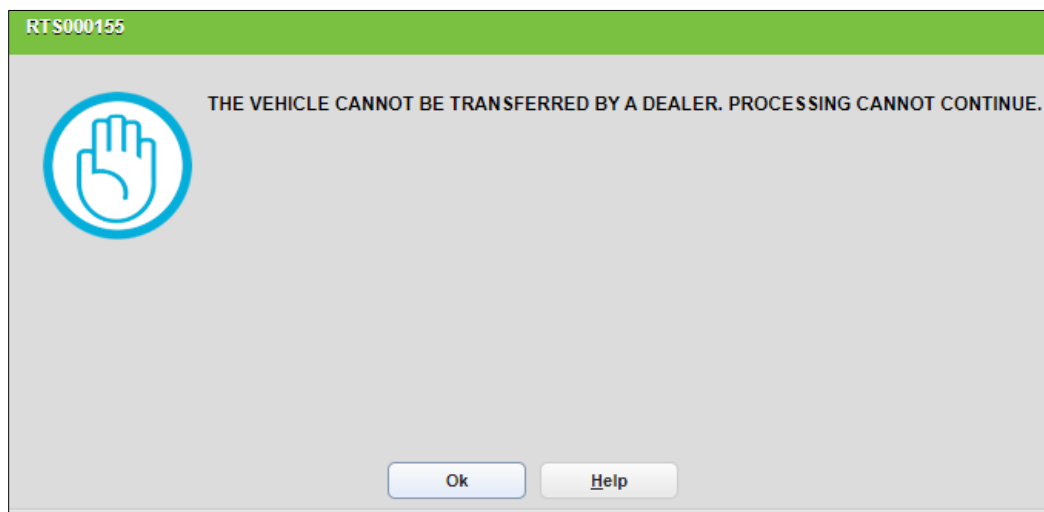 RTS000155
THE VEHICLE CANNOT BE TRANSFERRED BY A DEALER. PROCESSING CANNOT CONTINUE.
Ok
Help